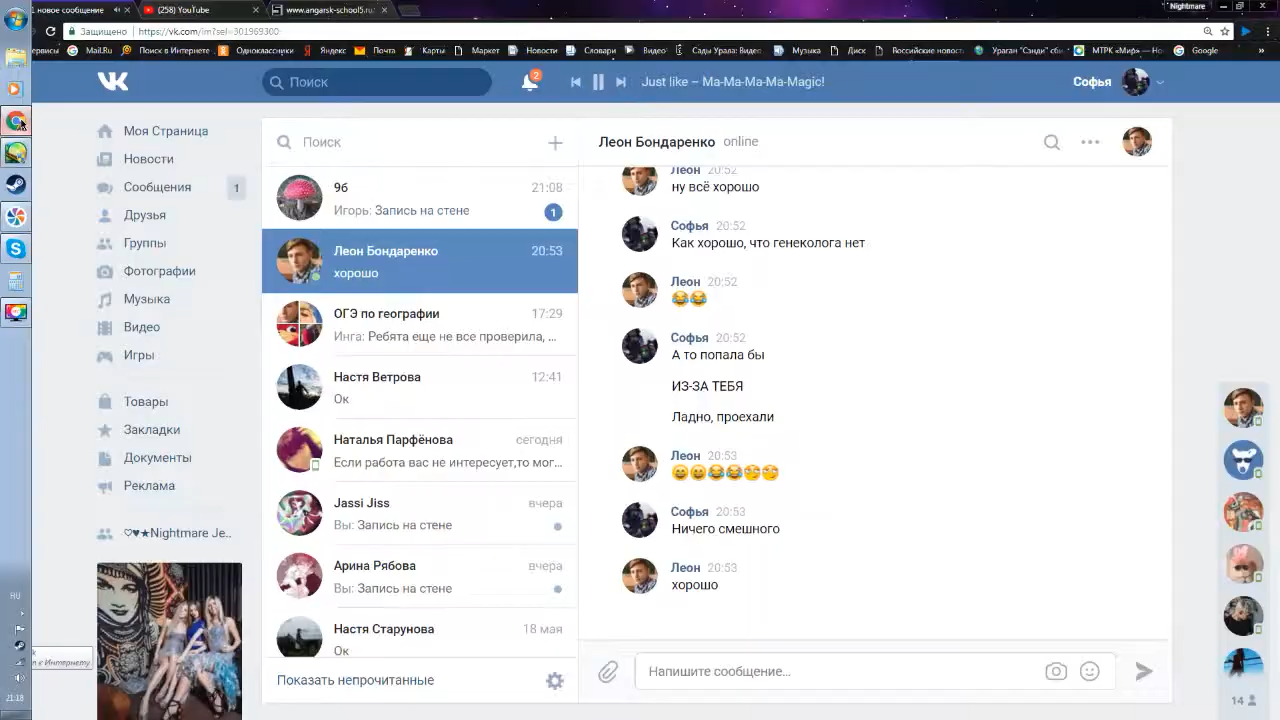 новое сообщение
(258) YouTube
www.angarsk-school5.ru
Nightmare
Защищено
https://vk.com/im?sel=301969300
ервисы
Mail.Ru
Поиск в Интернете
Одноклассники
Яндекс
Почта
Карты
Маркет
Новости
Словари
Видео
Сады Урала: Видео
Музыка
Диск
Российские новост
Ураган "Сэнди" сби
МТРК «Мир» — Но
Google
Поиск
2
Just like – Ma-Ma-Ma-Ma-Magic!
Софья
Моя Страница
Новости
Сообщения
1
Друзья
Группы
Фотографии
Музыка
Видео
Игры
Товары
Закладки
Документы
Реклама
♡♥★Nightmare Je..
Поиск
9б
21:08
Игорь: Запись на стене
1
Леон Бондаренко
20:53
хорошо
ОГЭ по географии
17:29
Инга: Ребята еще не все проверила, ...
Настя Ветрова
12:41
Ок
Наталья Парфёнова
сегодня
Если работа вас не интересует,то мог...
Jassi Jiss
вчера
Вы: Запись на стене
Арина Рябова
вчера
Вы: Запись на стене
Настя Старунова
18 мая
Ок
Показать непрочитанные
Леон Бондаренко online
Леон 20:52
ну всё хорошо
Софья 20:52
Как хорошо, что генеколога нет
Леон 20:52
😂😂
Софья 20:52
А то попала бы
ИЗ-ЗА ТЕБЯ
Ладно, проехали
Леон 20:53
Софья 20:53
Ничего смешного
Леон 20:53
хорошо
Напишите сообщение...
14
RU
к Интернету
21:18